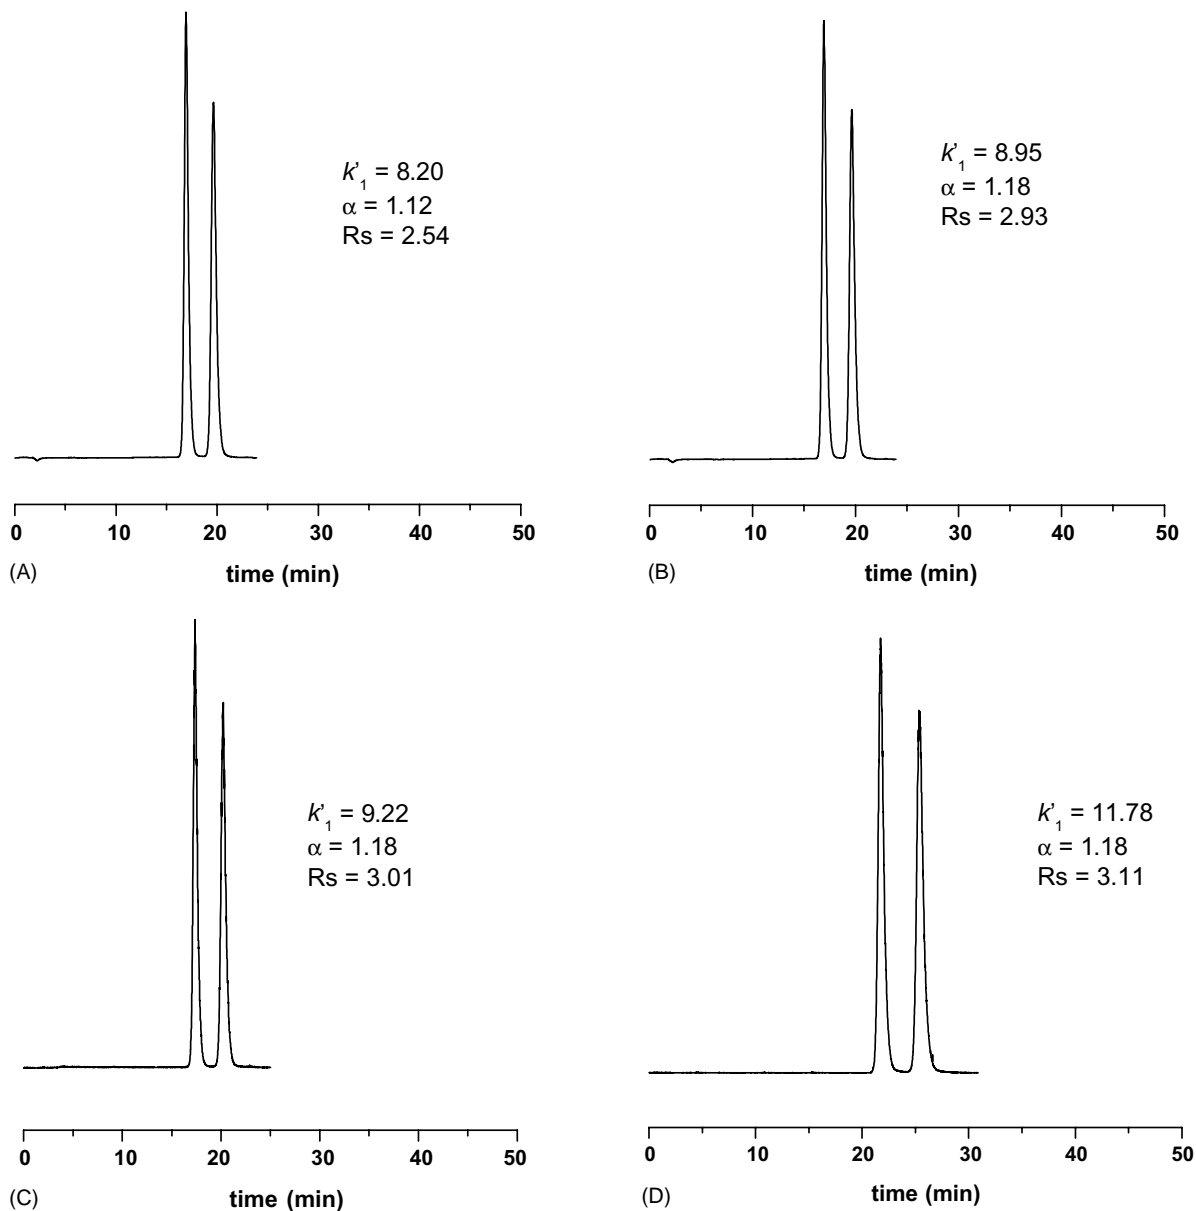 k'1 = 8.20
α = 1.12
Rs = 2.54
0 10 20 30 40 50
(A) time (min)
k'1 = 8.95
α = 1.18
Rs = 2.93
0 10 20 30 40 50
(B) time (min)
k'1 = 9.22
α = 1.18
Rs = 3.01
0 10 20 30 40 50
(C) time (min)
k'1 = 11.78
α = 1.18
Rs = 3.11
0 10 20 30 40 50
(D) time (min)